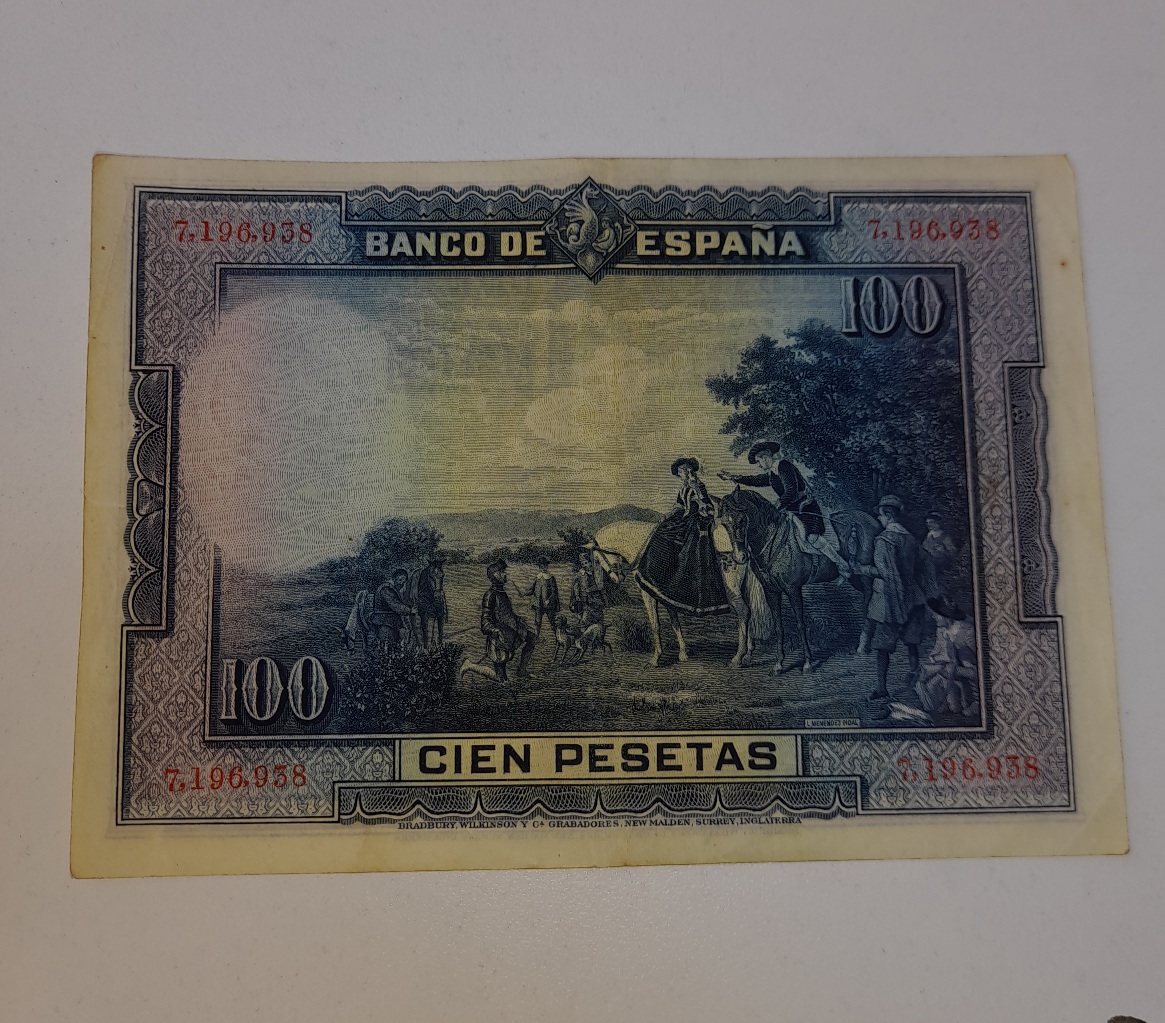 7,196,938 BANCO DE ESPAÑA 7,196,938
100
100
L. MENENDEZ PIDAL
CIEN PESETAS
7,196,938 7,196,938
BRADBURY, WILKINSON Y Cª GRABADORES, NEW MALDEN, SURREY, INGLATERRA